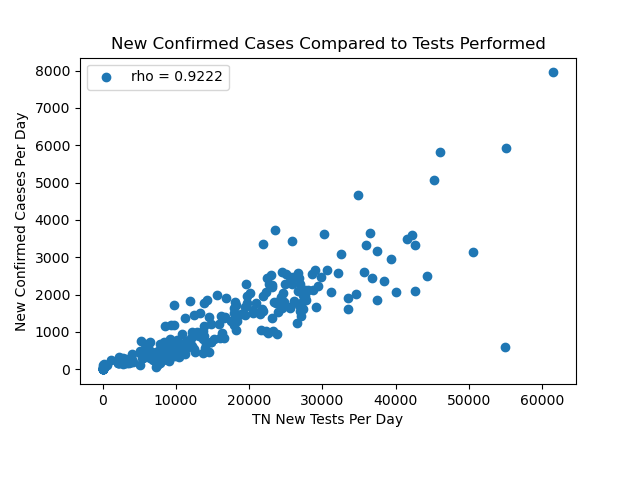 New Confirmed Cases Compared to Tests Performed
rho = 0.9222
8000
7000
6000
5000
4000
3000
2000
1000
0
New Confirmed Caeses Per Day
0 10000 20000 30000 40000 50000 60000
TN New Tests Per Day